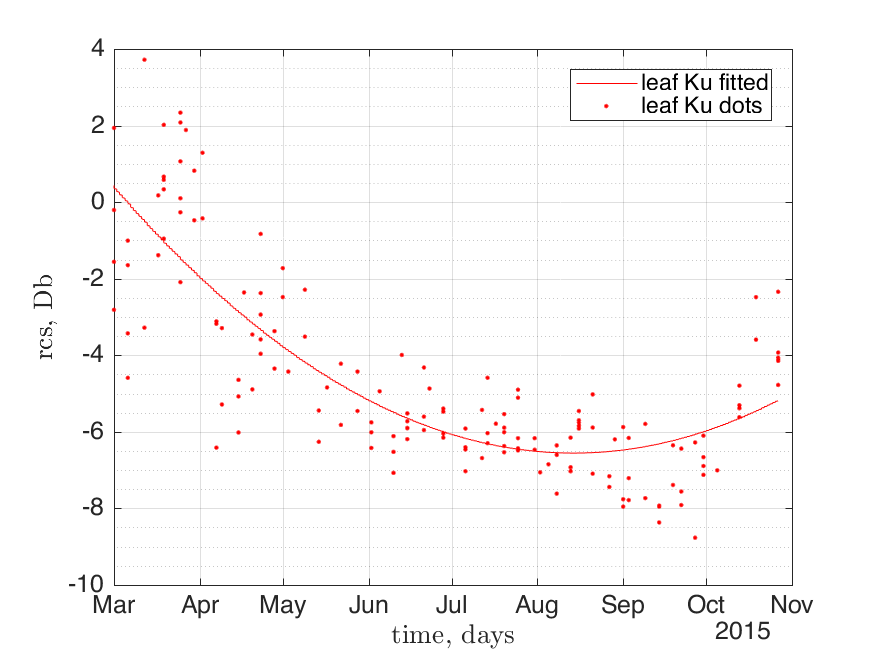 4
2
0
-2
-4
-6
-8
-10
rcs, Db
leaf Ku fitted
leaf Ku dots
Mar Apr May Jun Jul Aug Sep Oct Nov
2015
time, days